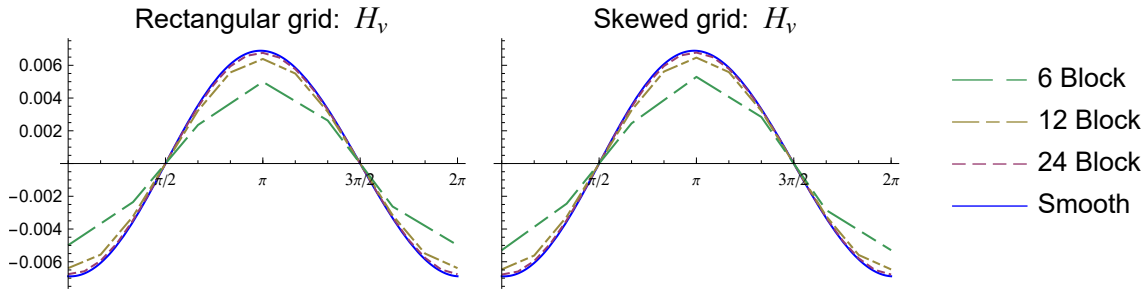 Rectangular grid: H_v
Skewed grid: H_v
0.006
0.004
0.002
−0.002
−0.004
−0.006
π/2
π
3π/2
2π
π/2
π
3π/2
2π
6 Block
12 Block
24 Block
Smooth